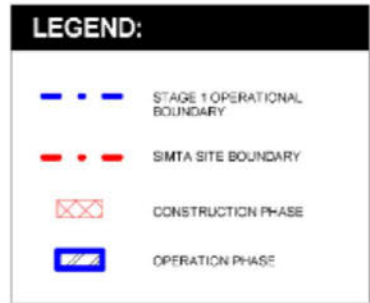 LEGEND:
STAGE 1 OPERATIONAL
BOUNDARY
SIMTA SITE BOUNDARY
CONSTRUCTION PHASE
OPERATION PHASE